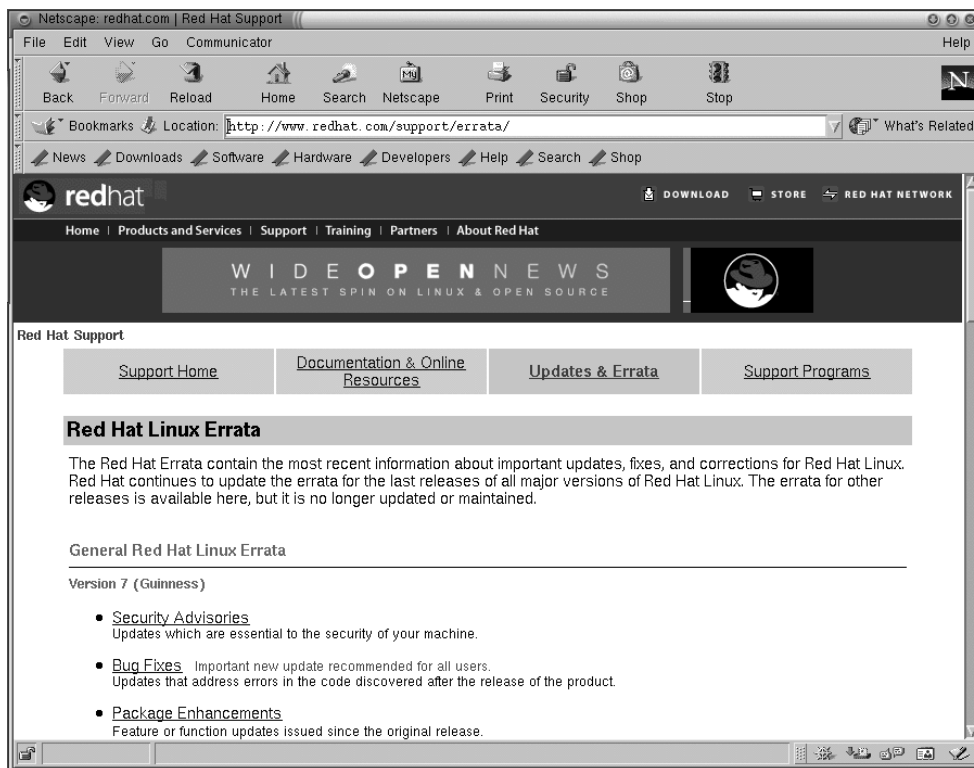 Netscape: redhat.com | Red Hat Support
File Edit View Go Communicator Help
Back Forward Reload Home Search Netscape Print Security Shop Stop
My
N
Bookmarks Location: http://www.redhat.com/support/errata/ What's Related
News Downloads Software Hardware Developers Help Search Shop
redhat DOWNLOAD STORE RED HAT NETWORK
Home | Products and Services | Support | Training | Partners | About Red Hat
WIDE OPEN NEWS
THE LATEST SPIN ON LINUX & OPEN SOURCE
Red Hat Support
Support Home
Documentation & Online
Resources
Updates & Errata
Support Programs
Red Hat Linux Errata
The Red Hat Errata contain the most recent information about important updates, fixes, and corrections for Red Hat Linux.
Red Hat continues to update the errata for the last releases of all major versions of Red Hat Linux. The errata for other
releases is available here, but it is no longer updated or maintained.
General Red Hat Linux Errata
Version 7 (Guinness)
• Security Advisories
Updates which are essential to the security of your machine.
• Bug Fixes Important new update recommended for all users.
Updates that address errors in the code discovered after the release of the product.
• Package Enhancements
Feature or function updates issued since the original release.